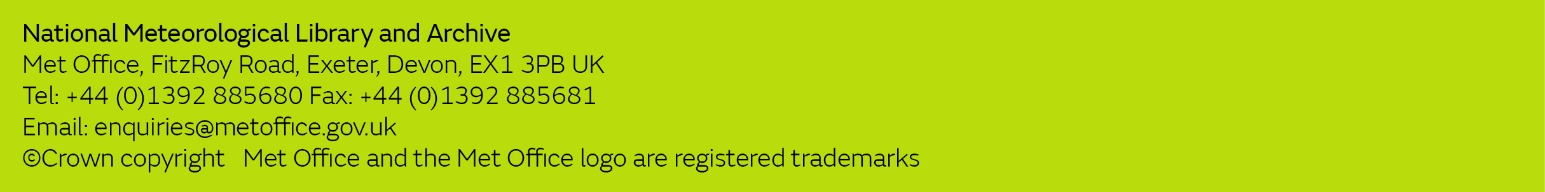 National Meteorological Library and Archive
Met Office, FitzRoy Road, Exeter, Devon, EX1 3PB UK
Tel: +44 (0)1392 885680 Fax: +44 (0)1392 885681
Email: enquiries@metoffice.gov.uk
©Crown copyright   Met Office and the Met Office logo are registered trademarks